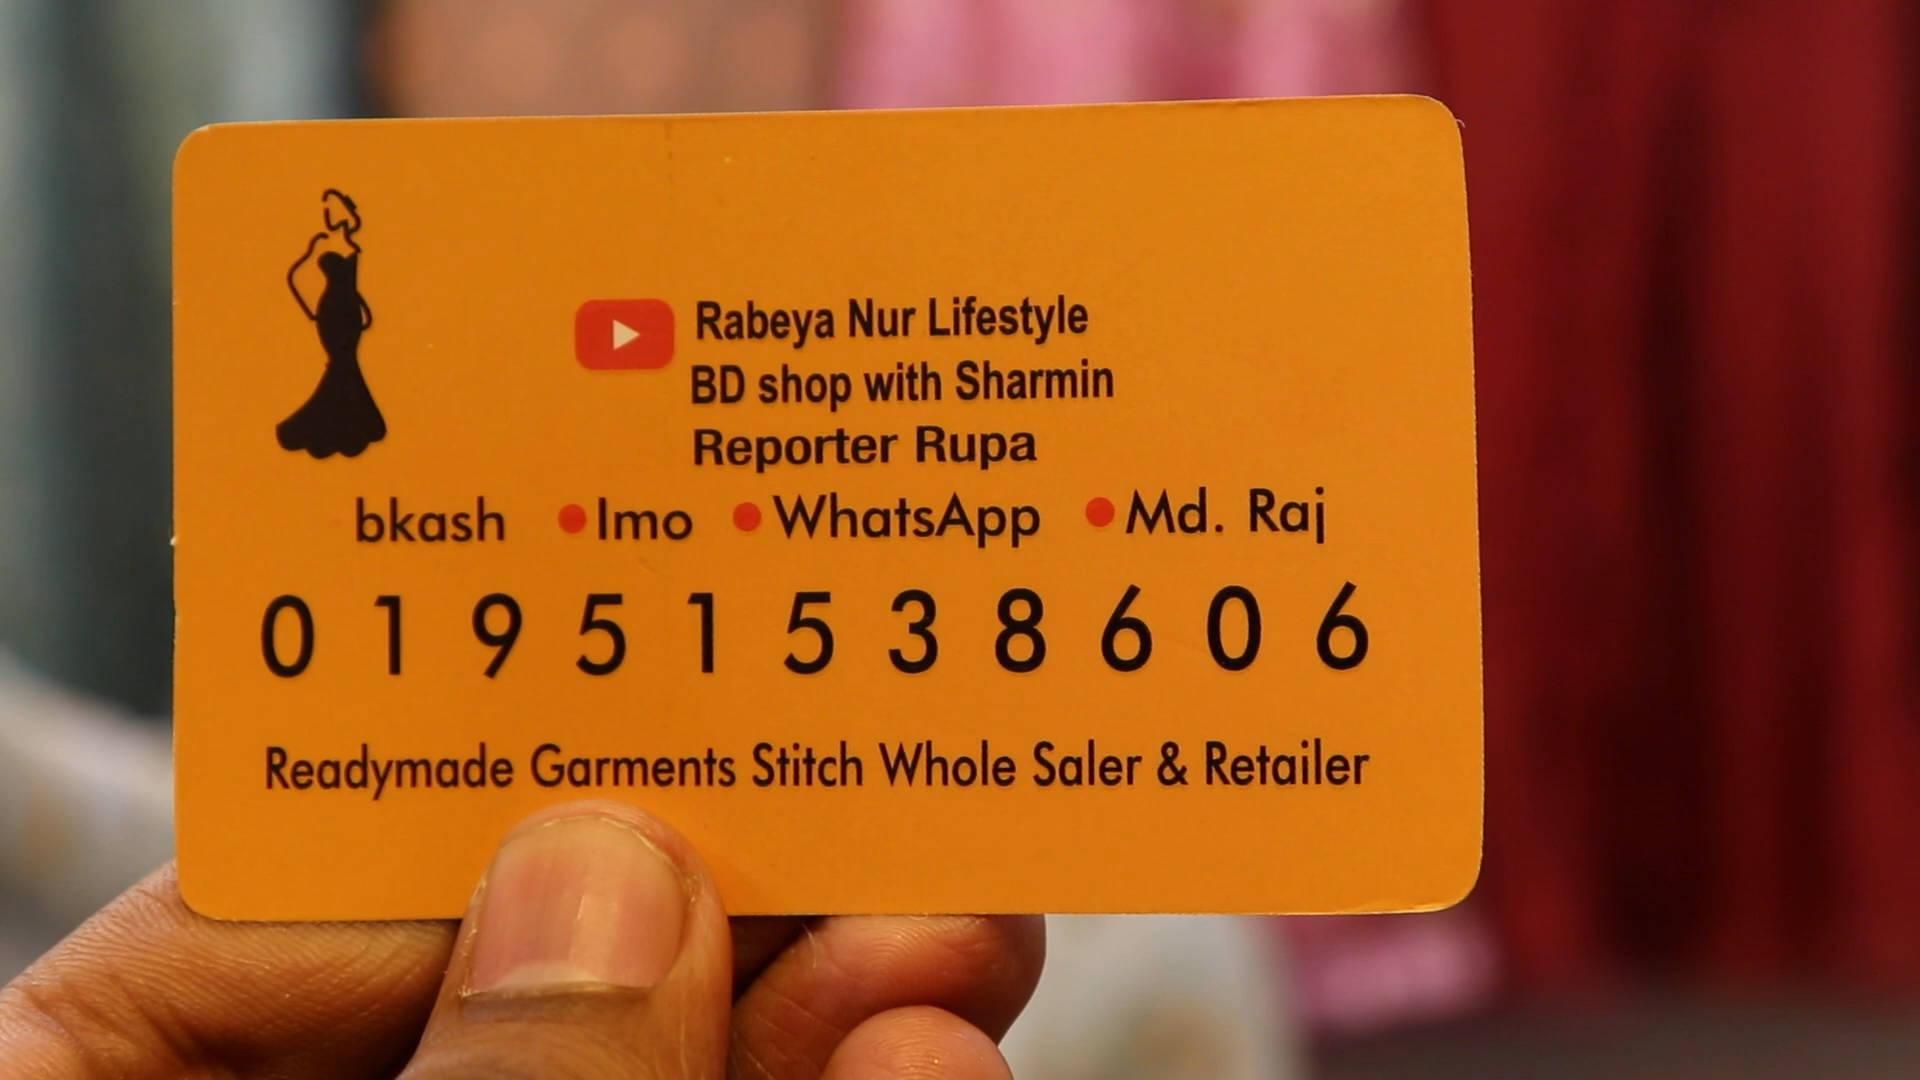 Rabeya Nur Lifestyle
BD shop with Sharmin
Reporter Rupa
bkash •Imo •WhatsApp •Md. Raj
01951538606
Readymade Garments Stitch Whole Saler & Retailer